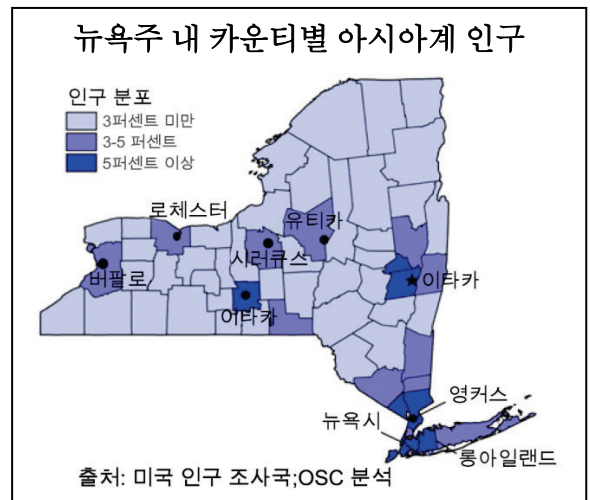 뉴욕주 내 카운티별 아시아계 인구
인구 분포
3퍼센트 미만
3-5 퍼센트
5퍼센트 이상
로체스터
유티카
시러큐스
버팔로
이타카
이타카
영커스
뉴욕시
롱아일랜드
출처: 미국 인구 조사국;OSC 분석